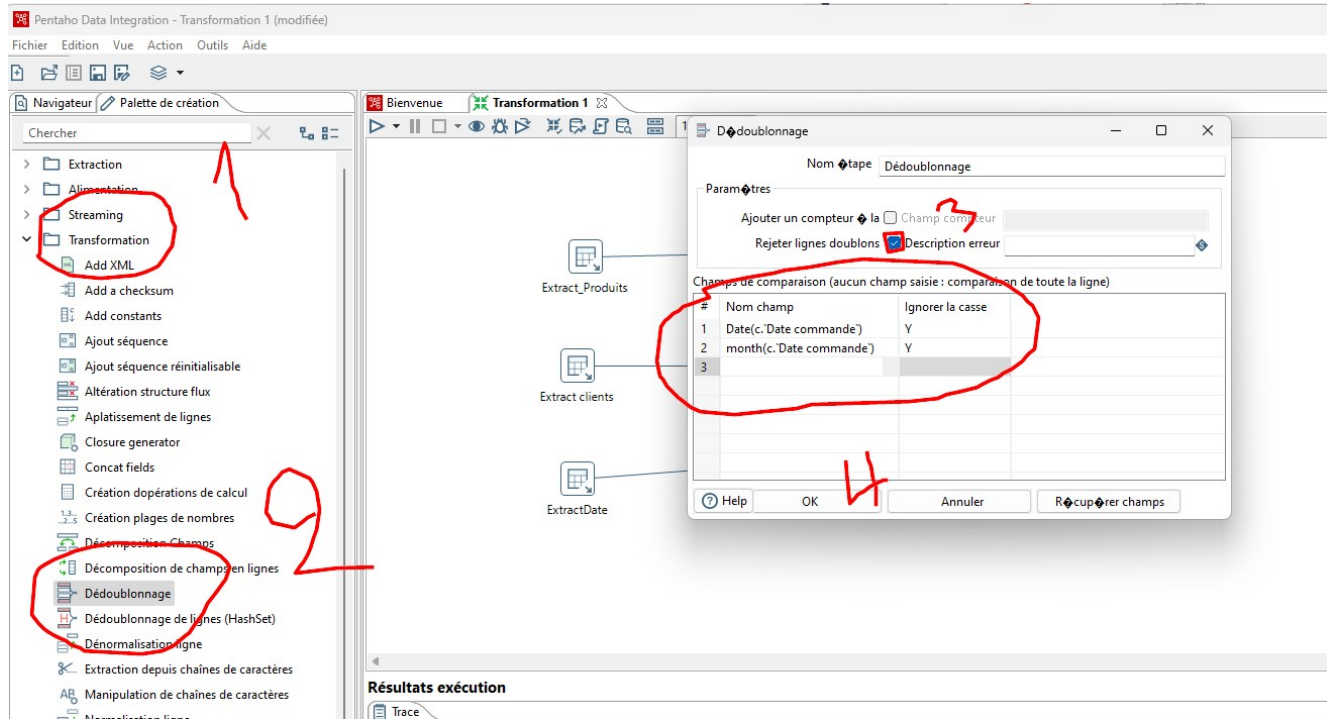 Pentaho Data Integration - Transformation 1 (modifiée)
Fichier Edition Vue Action Outils Aide
Navigateur Palette de création
Chercher
1
Extraction
Alimentation
Streaming
Transformation
Add XML
Add a checksum
Add constants
Ajout séquence
Ajout séquence réinitialisable
Altération structure flux
Aplatissement de lignes
Closure generator
Concat fields
Création dopérations de calcul
Création plages de nombres
2
Décomposition Champs
Décomposition de champs en lignes
Dédoublonnage
Dédoublonnage de lignes (HashSet)
Dénormalisation ligne
Extraction depuis chaînes de caractères
Manipulation de chaînes de caractères
Normalisation ligne
Bienvenue Transformation 1
Extract_Produits
Extract clients
ExtractDate
D�doublonnage
Nom �tape Dédoublonnage
Param�tres
3
Ajouter un compteur � la Champ compteur
Rejeter lignes doublons Description erreur
Champs de comparaison (aucun champ saisie : comparaison de toute la ligne)
# Nom champ Ignorer la casse
1 Date(c.`Date commande`) Y
2 month(c.`Date commande`) Y
3
4
Help OK Annuler R�cup�rer champs
Résultats exécution
Trace